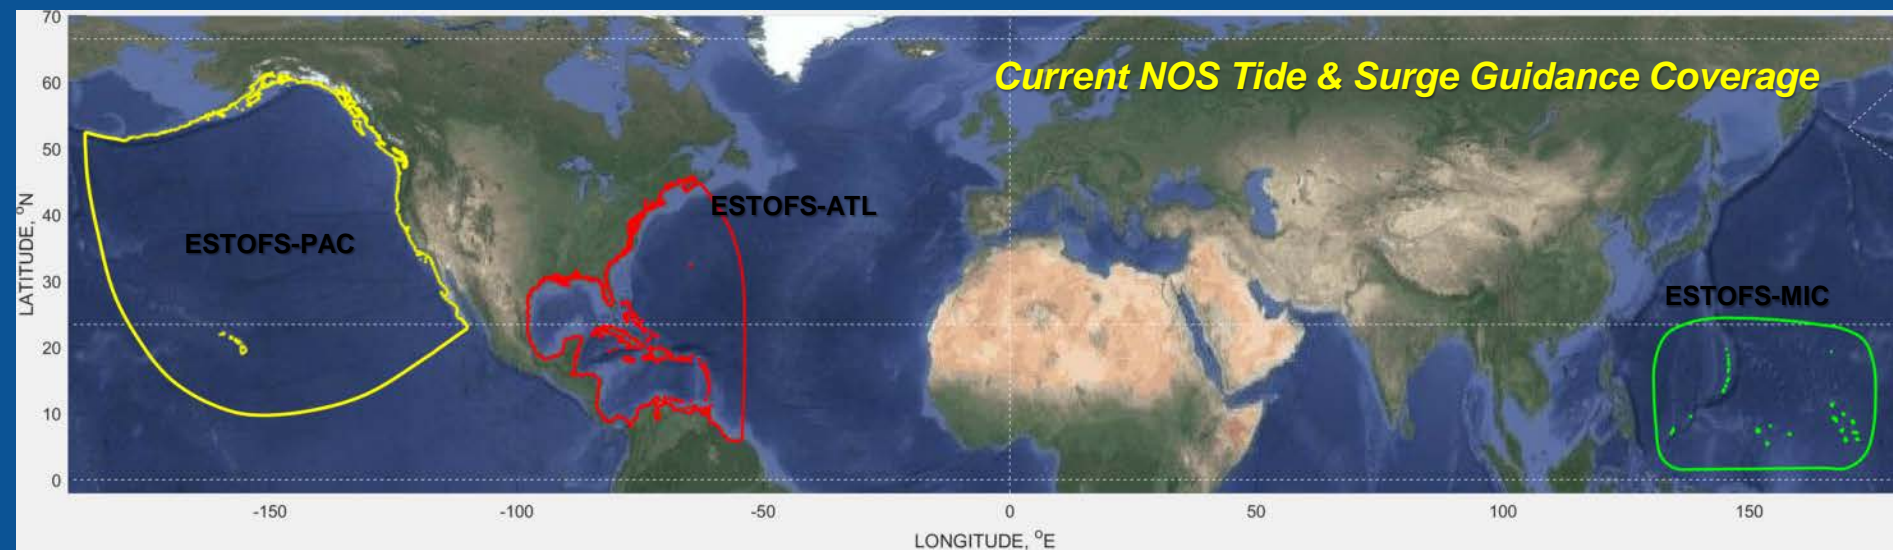 Current NOS Tide & Surge Guidance Coverage
70
60
50
40
30
20
10
0
LATITUDE, °N
ESTOFS-PAC
ESTOFS-ATL
ESTOFS-MIC
-150
-100
-50
0
50
100
150
LONGITUDE, °E